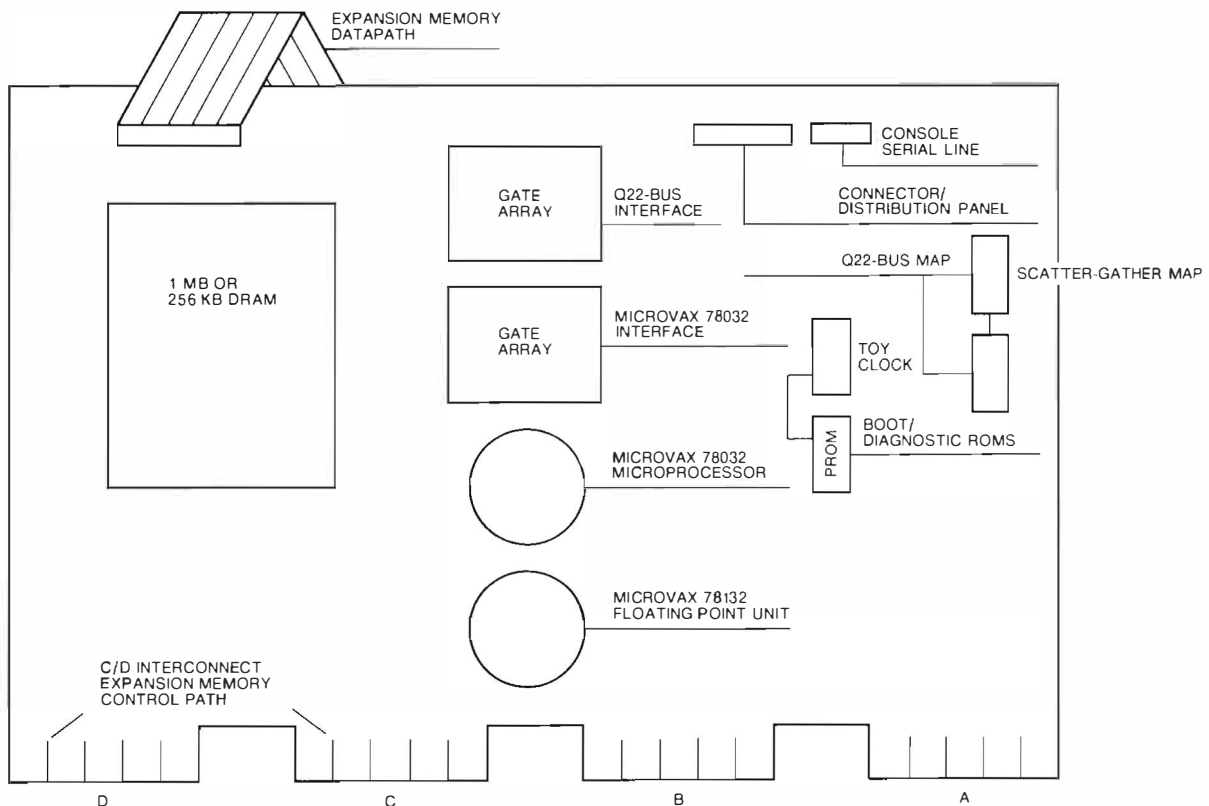 EXPANSION MEMORY
DATAPATH
CONSOLE
SERIAL LINE
GATE
ARRAY
Q22-BUS
INTERFACE
CONNECTOR/
DISTRIBUTION PANEL
Q22-BUS MAP
SCATTER-GATHER MAP
1 MB OR
256 KB DRAM
GATE
ARRAY
MICROVAX 78032
INTERFACE
TOY
CLOCK
PROM
BOOT/
DIAGNOSTIC ROMS
MICROVAX 78032
MICROPROCESSOR
MICROVAX 78132
FLOATING POINT UNIT
C/D INTERCONNECT
EXPANSION MEMORY
CONTROL PATH
D
C
B
A